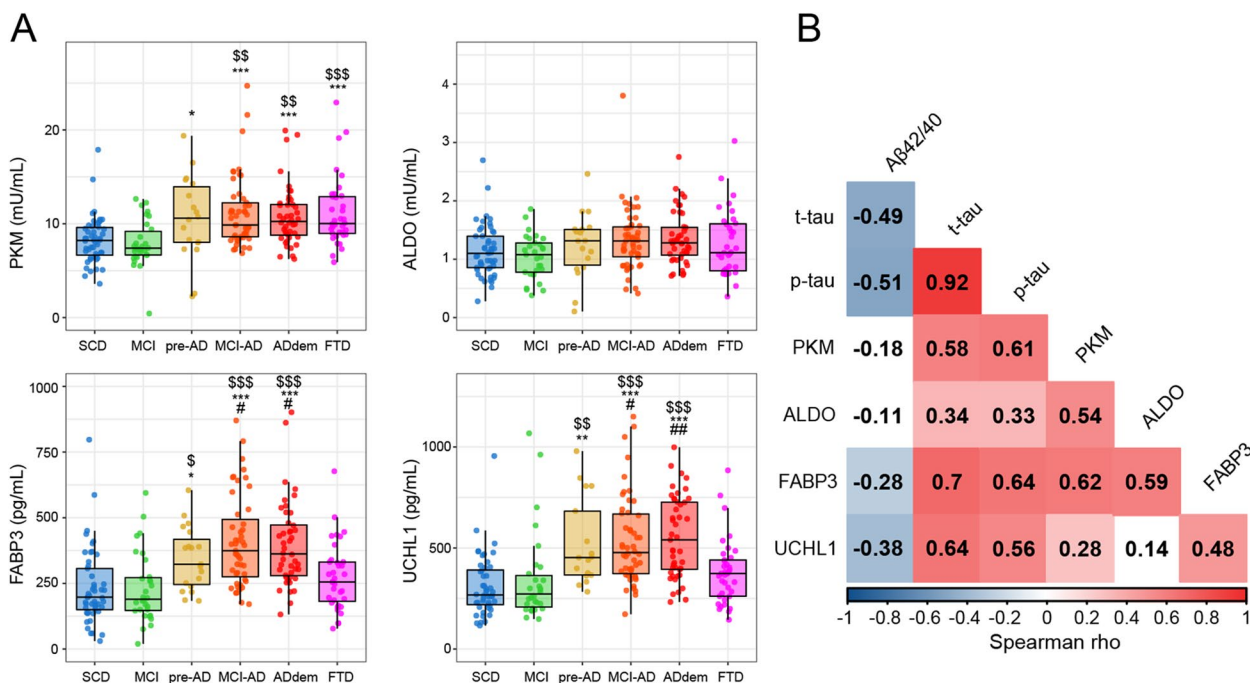 A
PKM (mU/mL)
20
10
0
$$
***
*
$$
***
$$$
***
SCD MCI pre-AD MCI-AD ADdem FTD
ALDO (mU/mL)
4
3
2
1
0
SCD MCI pre-AD MCI-AD ADdem FTD
FABP3 (pg/mL)
1000
750
500
250
0
$
*
$$$
***
#
$$$
***
#
SCD MCI pre-AD MCI-AD ADdem FTD
UCHL1 (pg/mL)
1000
500
0
$$
**
$$$
***
#
$$$
***
##
SCD MCI pre-AD MCI-AD ADdem FTD
B
Aβ42/40
t-tau -0.49 t-tau
p-tau -0.51 0.92 p-tau
PKM -0.18 0.58 0.61 PKM
ALDO -0.11 0.34 0.33 0.54 ALDO
FABP3 -0.28 0.7 0.64 0.62 0.59 FABP3
UCHL1 -0.38 0.64 0.56 0.28 0.14 0.48
-1 -0.8 -0.6 -0.4 -0.2 0 0.2 0.4 0.6 0.8 1
Spearman rho